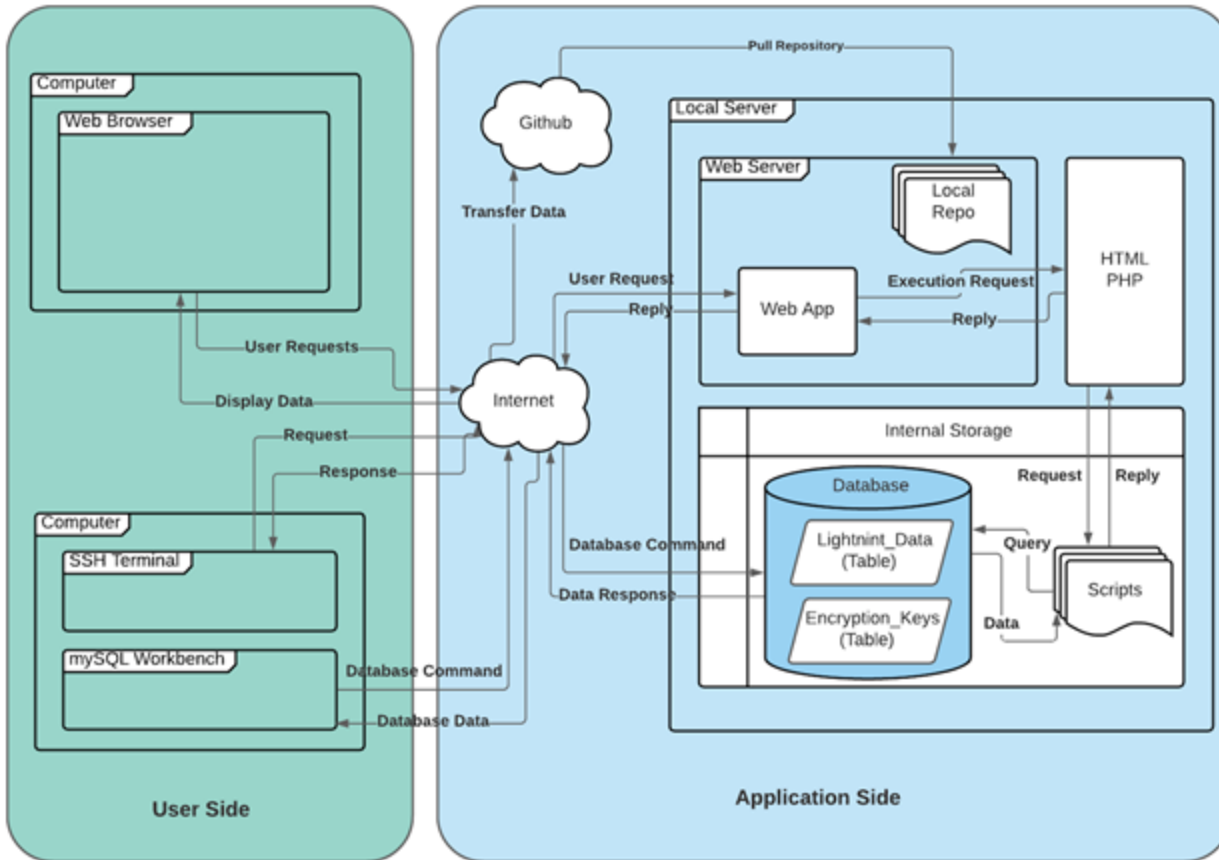 Pull Repository
Computer
Web Browser
Github
Local Server
Web Server
Local
Repo
Transfer Data
HTML
PHP
User Request
Execution Request
Reply
Web App
Reply
User Requests
Display Data
Internet
Request
Response
Internal Storage
Database
Request
Reply
Computer
SSH Terminal
Database Command
Lightnint_Data
(Table)
Query
Data Response
Scripts
Encryption_Keys
(Table)
Data
mySQL Workbench
Database Command
Database Data
User Side
Application Side